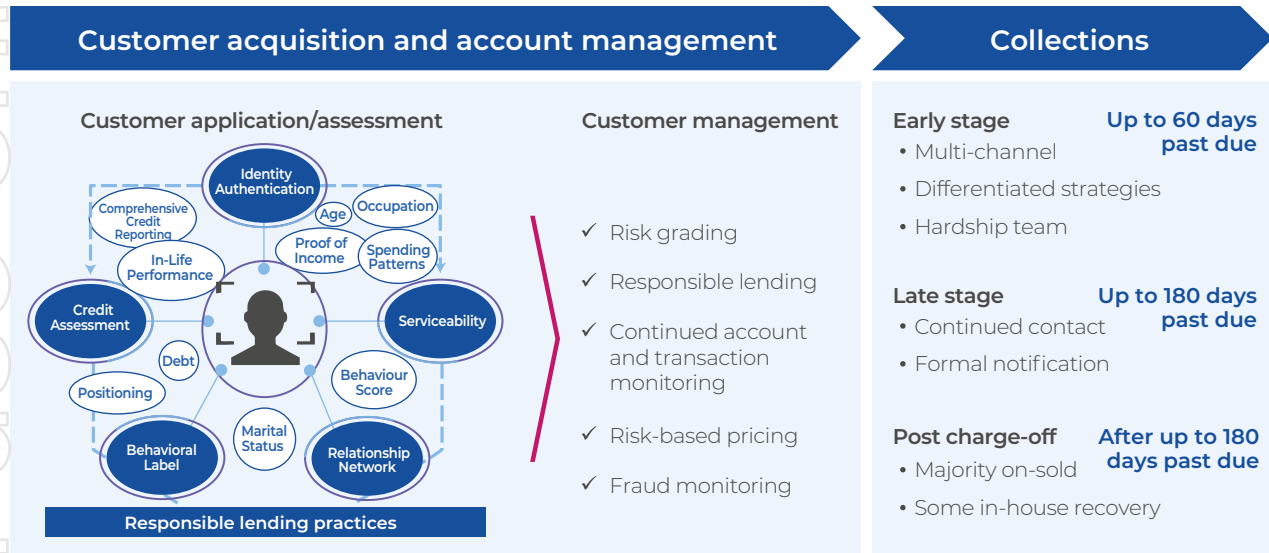 Customer acquisition and account management
Collections
Customer application/assessment
Identity
Authentication
Comprehensive
Credit
Reporting
Age
Occupation
In-Life
Performance
Proof of
Income
Spending
Patterns
Credit
Assessment
Serviceability
Debt
Positioning
Behaviour
Score
Behavioral
Label
Marital
Status
Relationship
Network
Responsible lending practices
Customer management
✓ Risk grading
✓ Responsible lending
✓ Continued account
and transaction
monitoring
✓ Risk-based pricing
✓ Fraud monitoring
Early stage
Up to 60 days
past due
• Multi-channel
• Differentiated strategies
• Hardship team
Late stage
Up to 180 days
past due
• Continued contact
• Formal notification
Post charge-off
After up to 180
days past due
• Majority on-sold
• Some in-house recovery